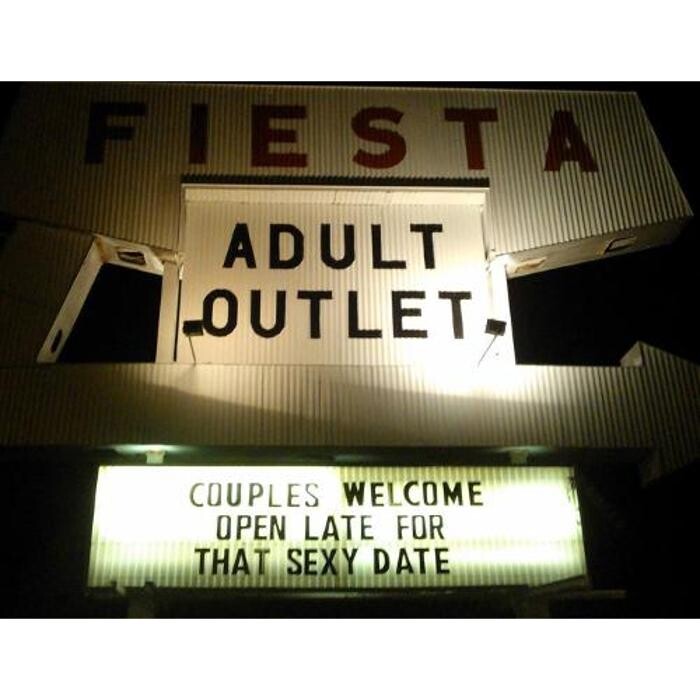 FIESTA
ADULT
OUTLET
COUPLES WELCOME
OPEN LATE FOR
THAT SEXY DATE